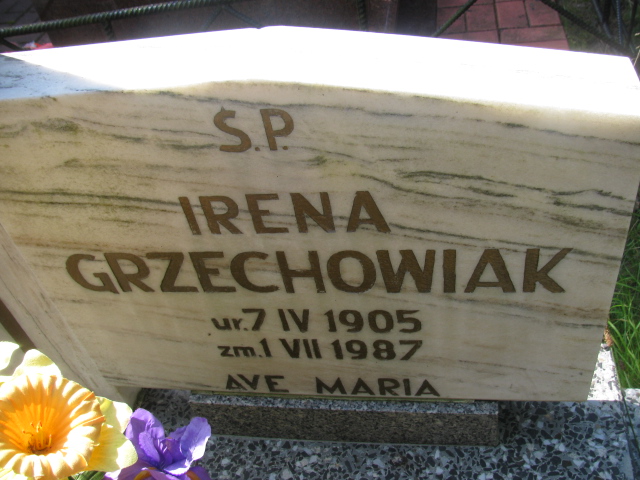 Ś.P.
IRENA
GRZECHOWIAK
ur. 7 IV 1905
zm. 1 VII 1987
AVE MARIA